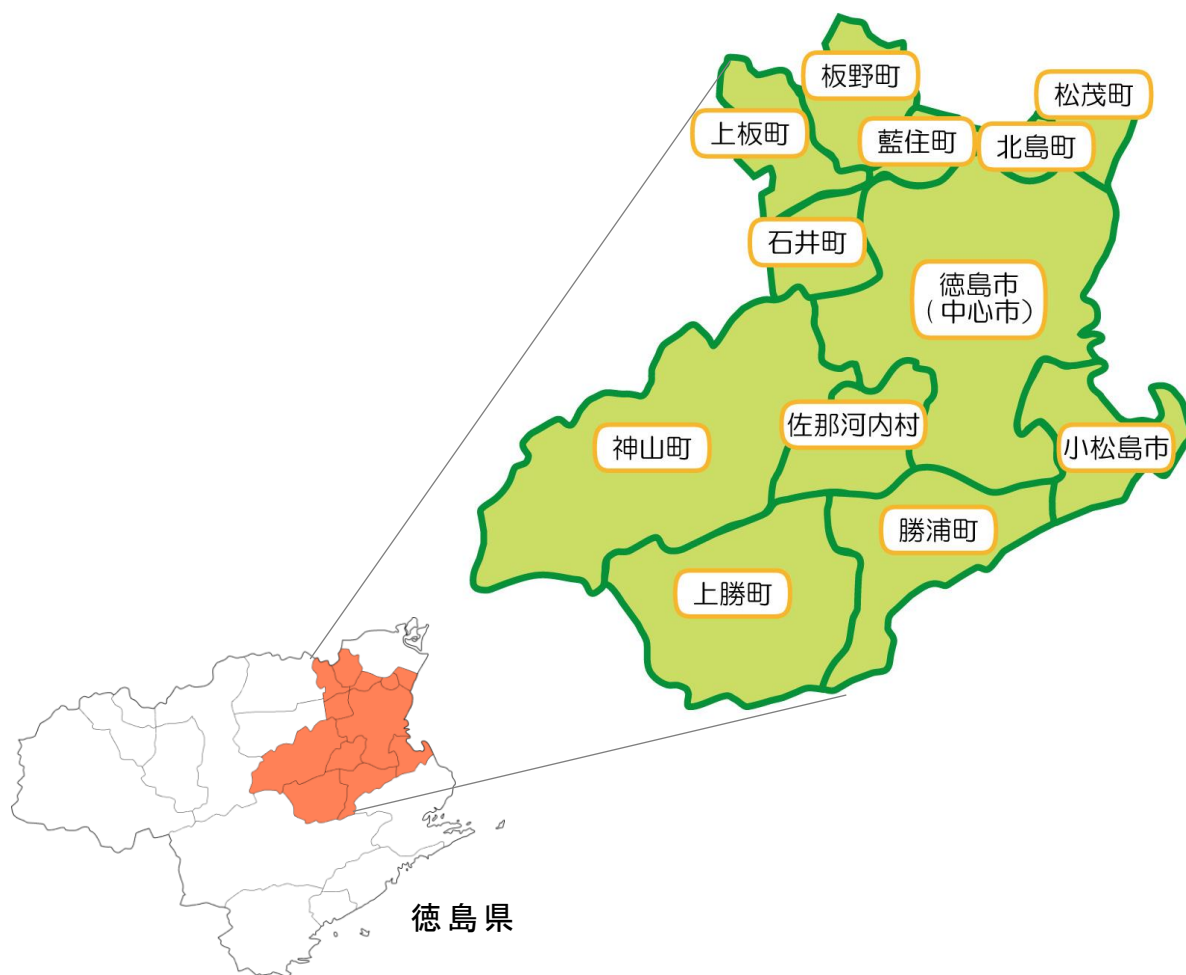 板野町
松茂町
上板町
藍住町
北島町
石井町
徳島市
（中心市）
佐那河内村
神山町
小松島市
勝浦町
上勝町
徳島県